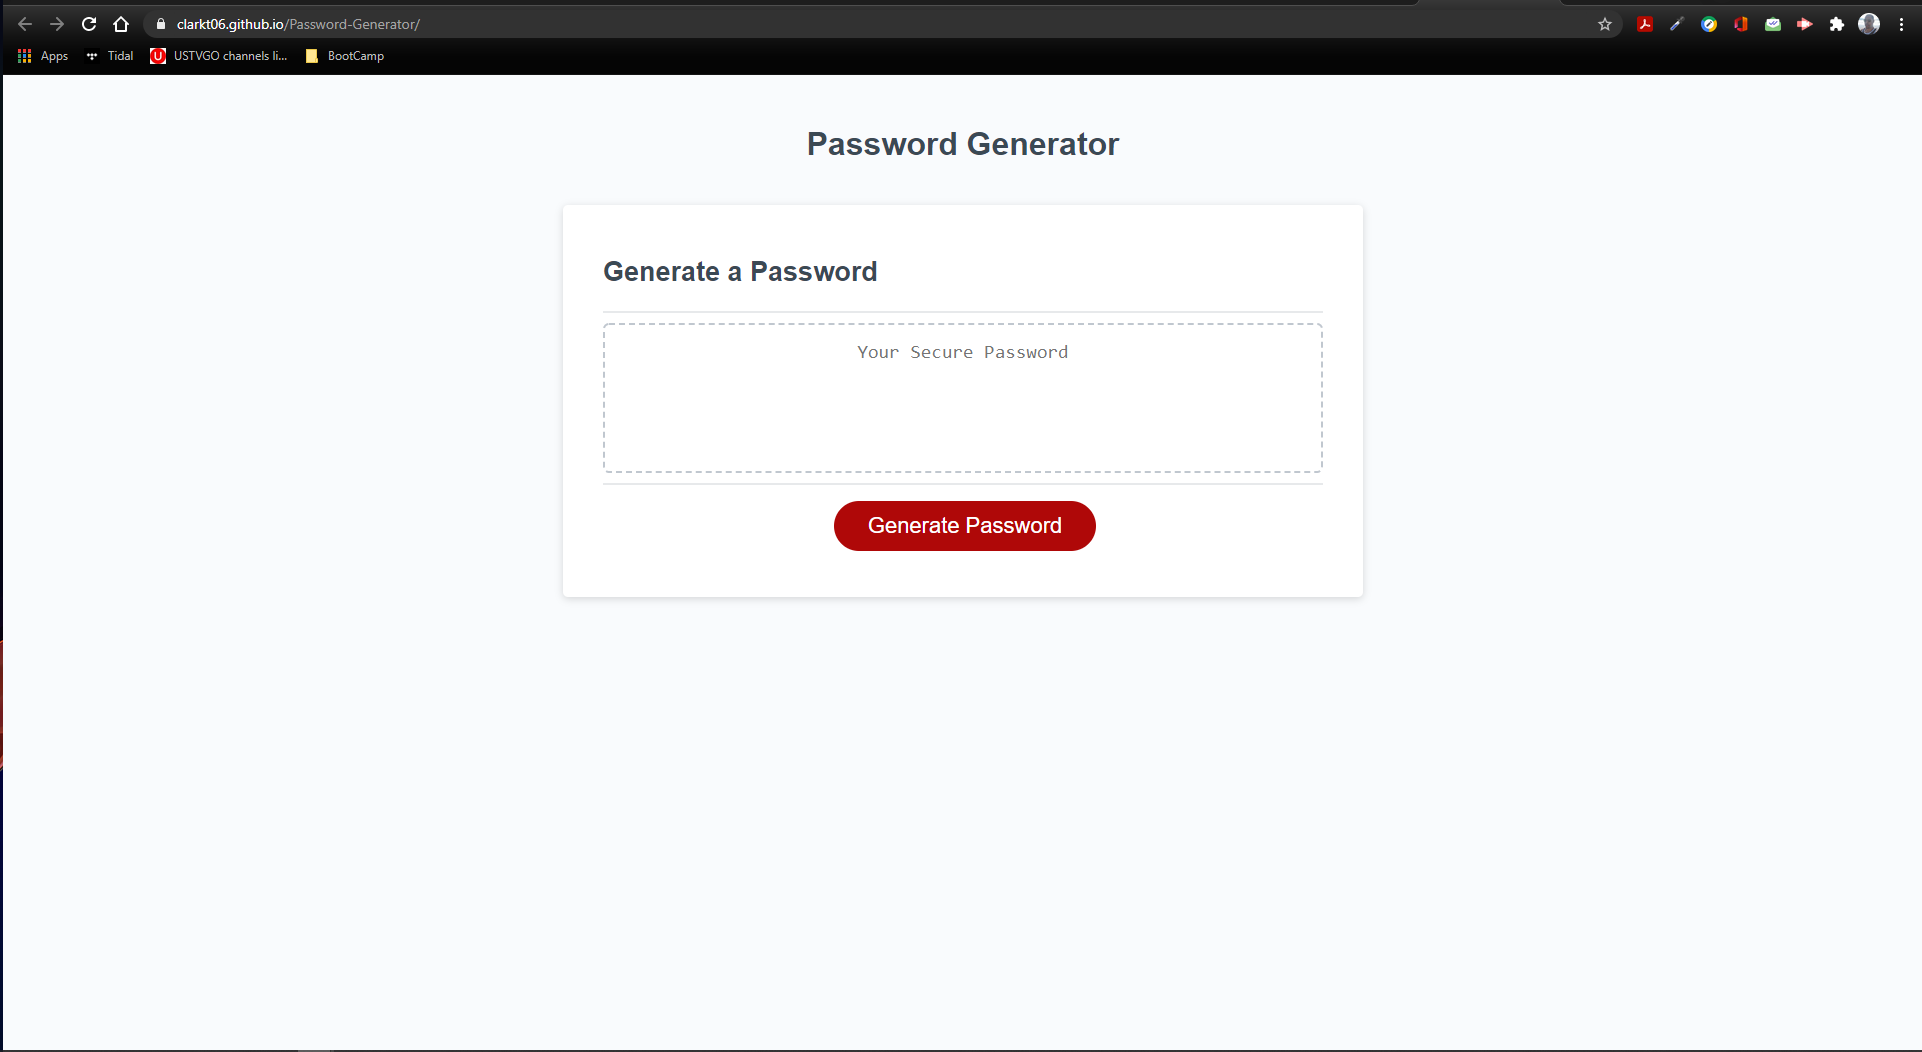 clarkt06.github.io/Password-Generator/
Apps Tidal USTVGO channels li... BootCamp
Password Generator
Generate a Password
Your Secure Password
Generate Password